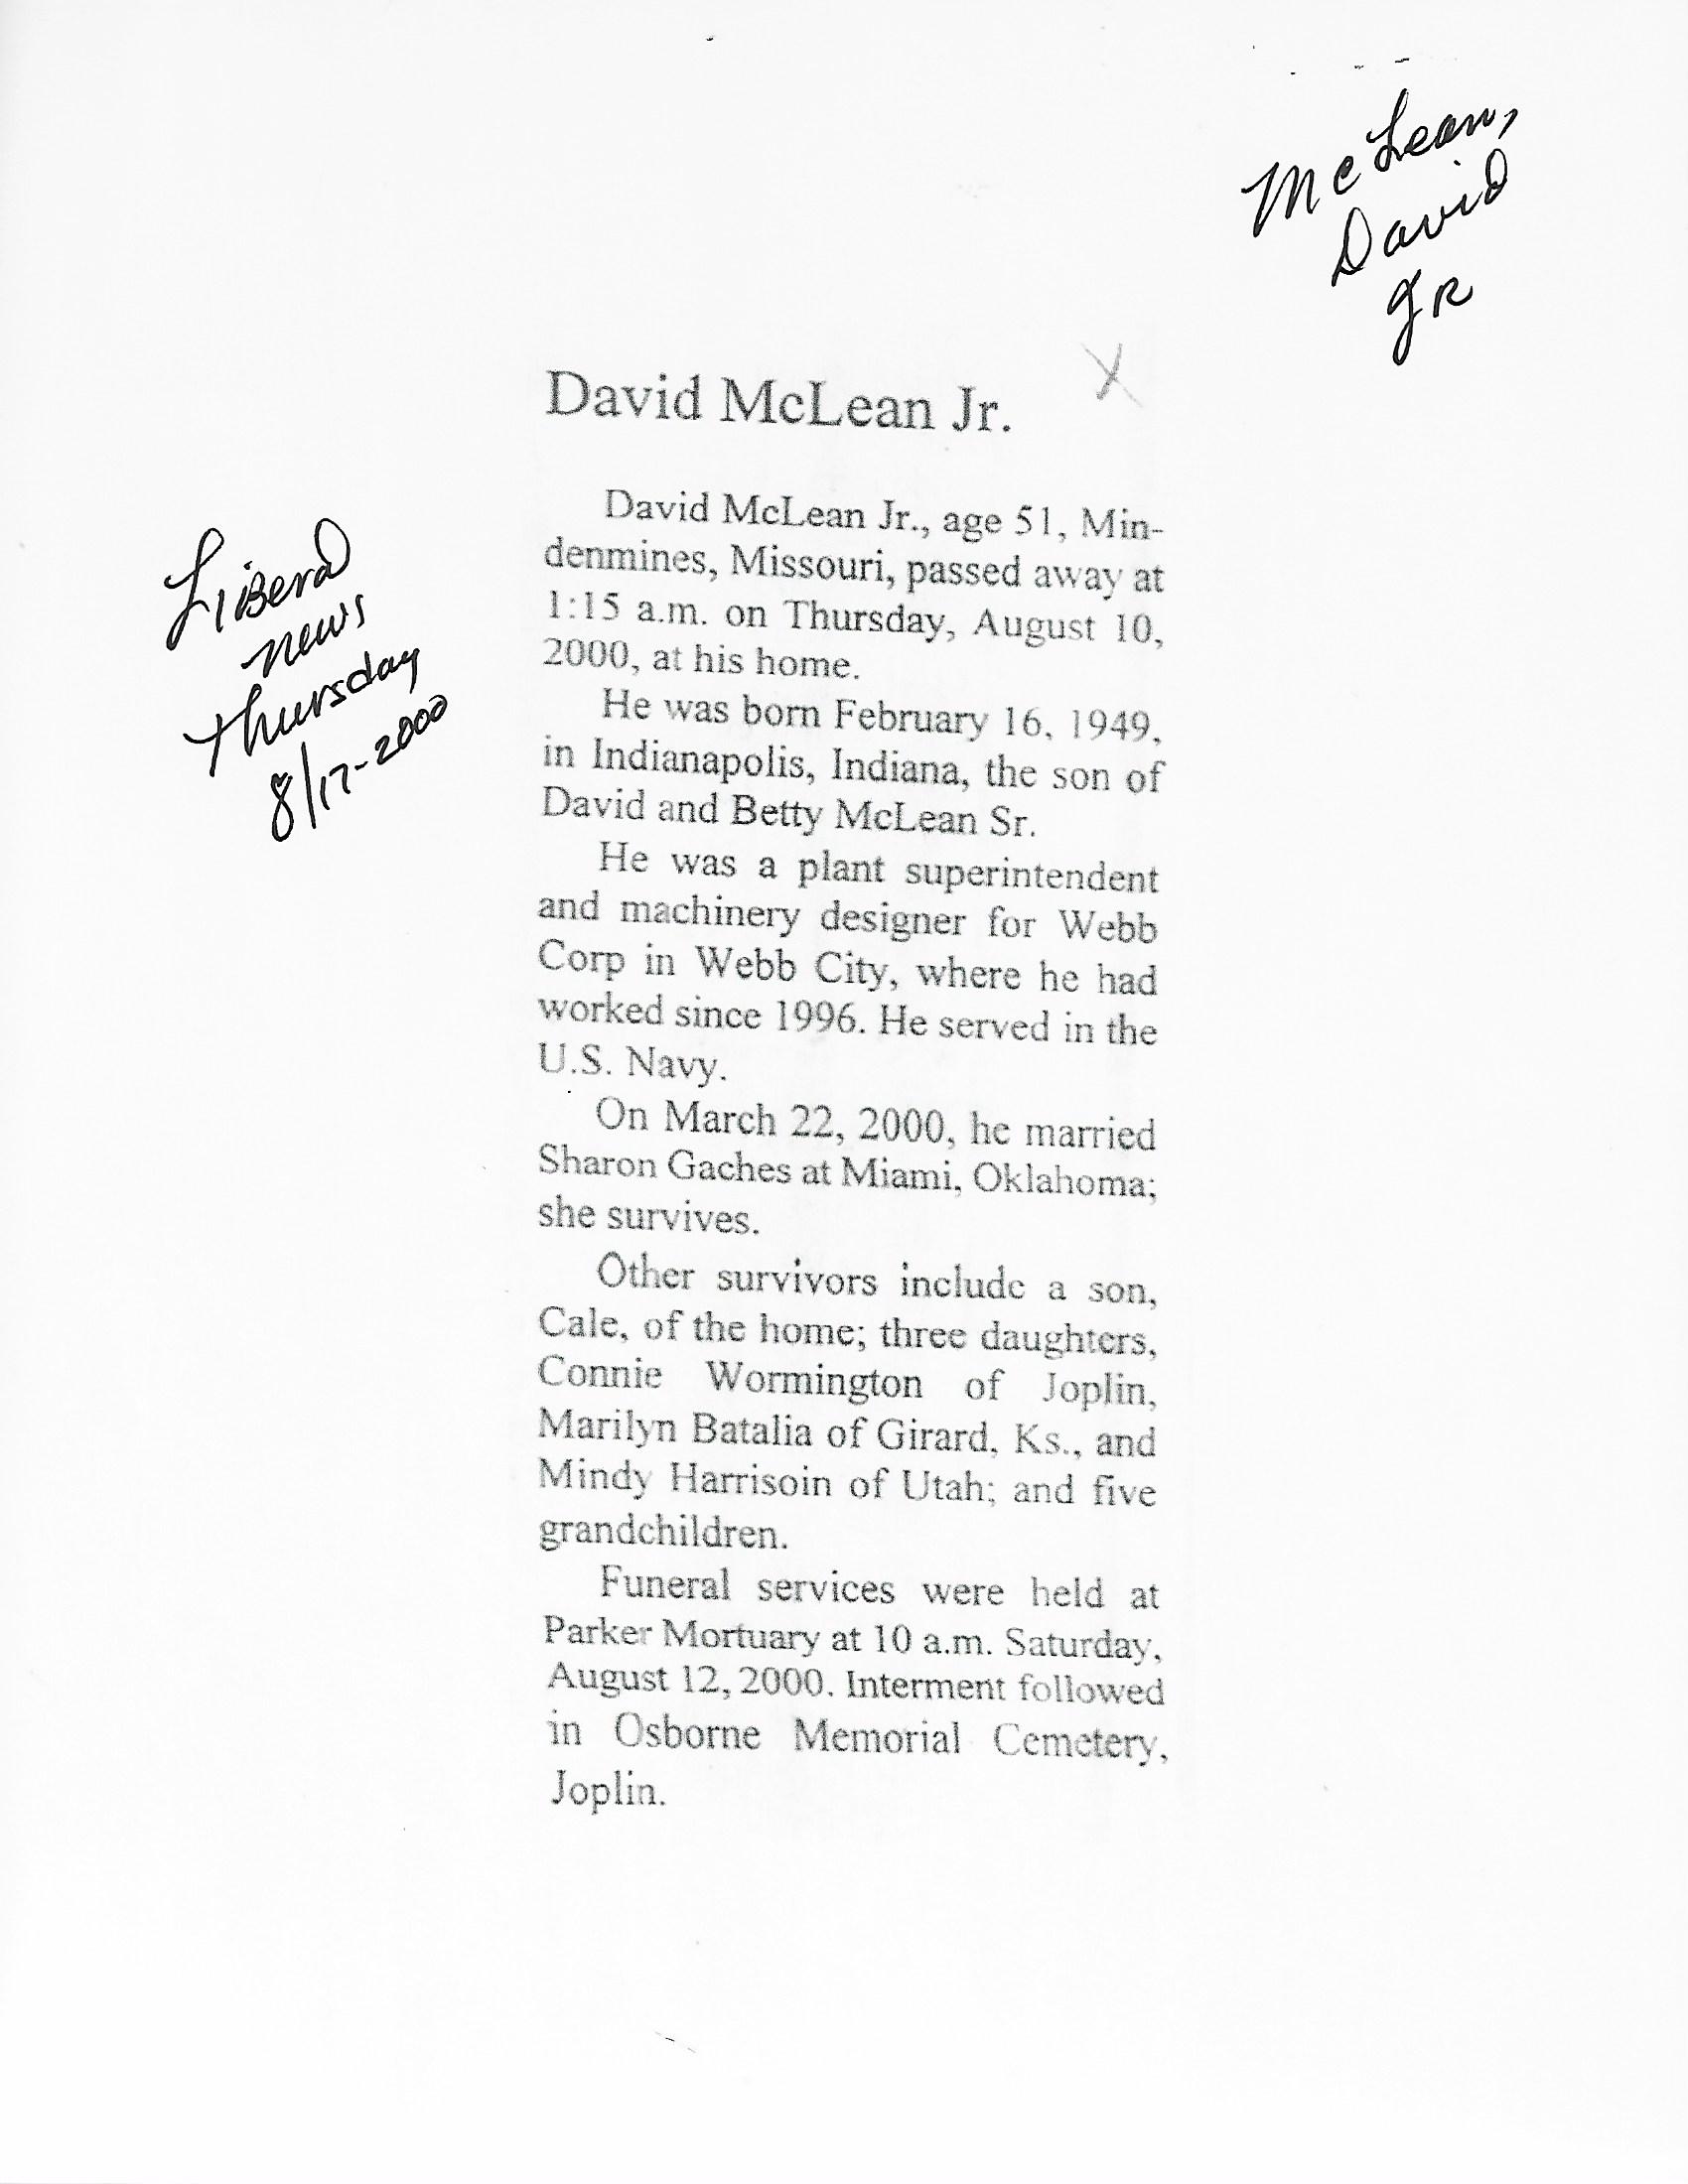 McLean,
David
JR
David McLean Jr.
Liberal
news
Thursday
8/17-2000
David McLean Jr., age 51, Min-
denmines, Missouri, passed away at
1:15 a.m. on Thursday, August 10,
2000, at his home.
He was born February 16, 1949,
in Indianapolis, Indiana, the son of
David and Betty McLean Sr.
He was a plant superintendent
and machinery designer for Webb
Corp in Webb City, where he had
worked since 1996. He served in the
U.S. Navy.
On March 22, 2000, he married
Sharon Gaches at Miami, Oklahoma;
she survives.
Other survivors include a son,
Cale, of the home; three daughters,
Connie Wormington of Joplin,
Marilyn Batalia of Girard, Ks., and
Mindy Harrisoin of Utah; and five
grandchildren.
Funeral services were held at
Parker Mortuary at 10 a.m. Saturday,
August 12, 2000. Interment followed
in Osborne Memorial Cemetery,
Joplin.